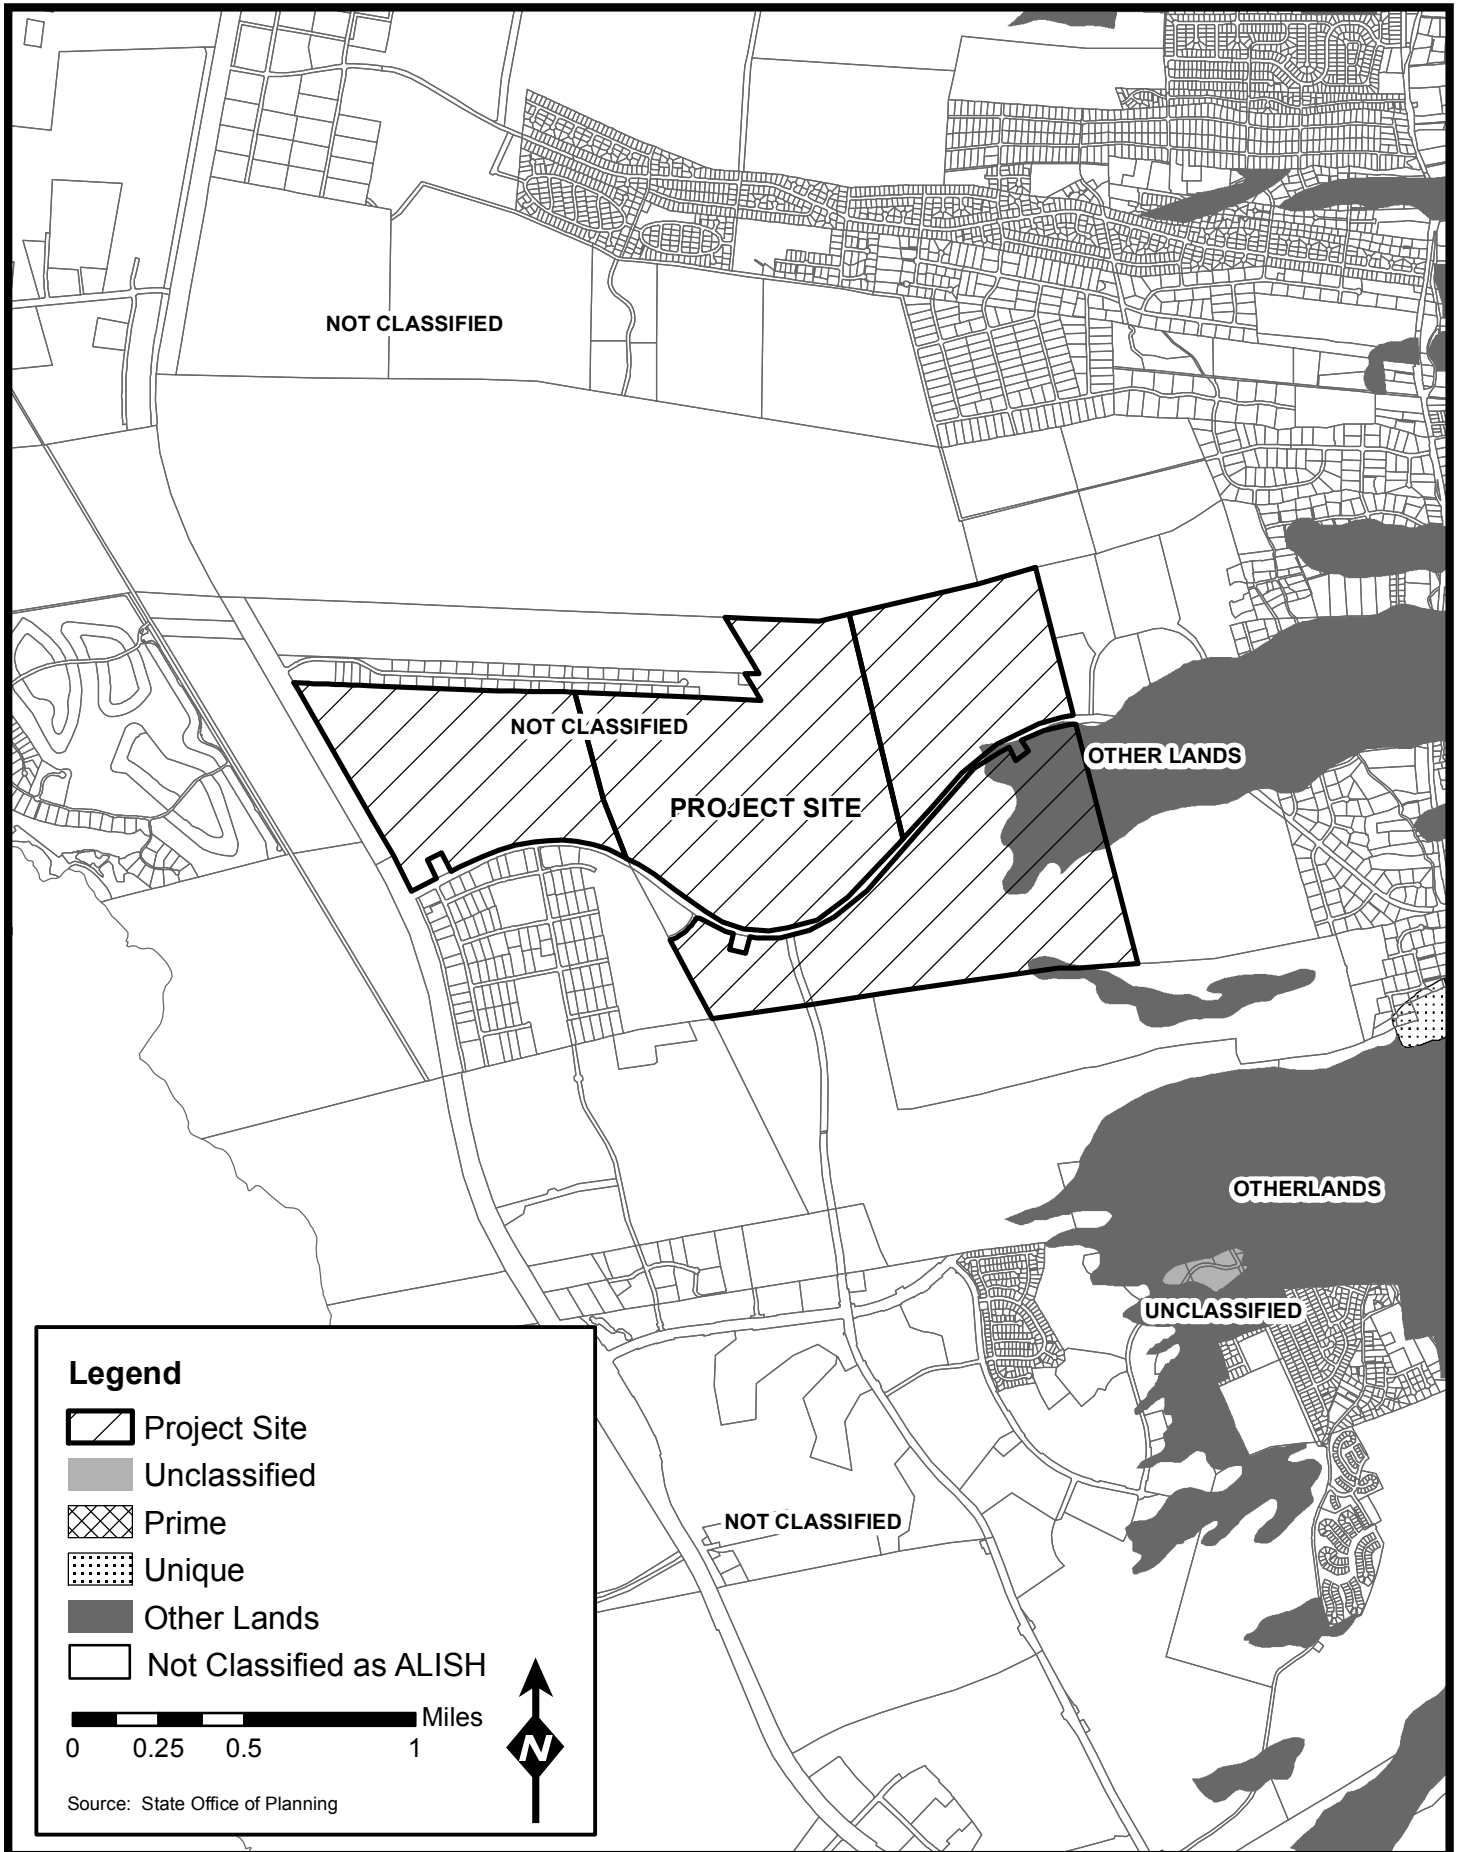 NOT CLASSIFIED
NOT CLASSIFIED
OTHER LANDS
PROJECT SITE
OTHERLANDS
UNCLASSIFIED
NOT CLASSIFIED
Legend
Project Site
Unclassified
Prime
Unique
Other Lands
Not Classified as ALISH
Miles
0 0.25 0.5 1
N
Source: State Office of Planning